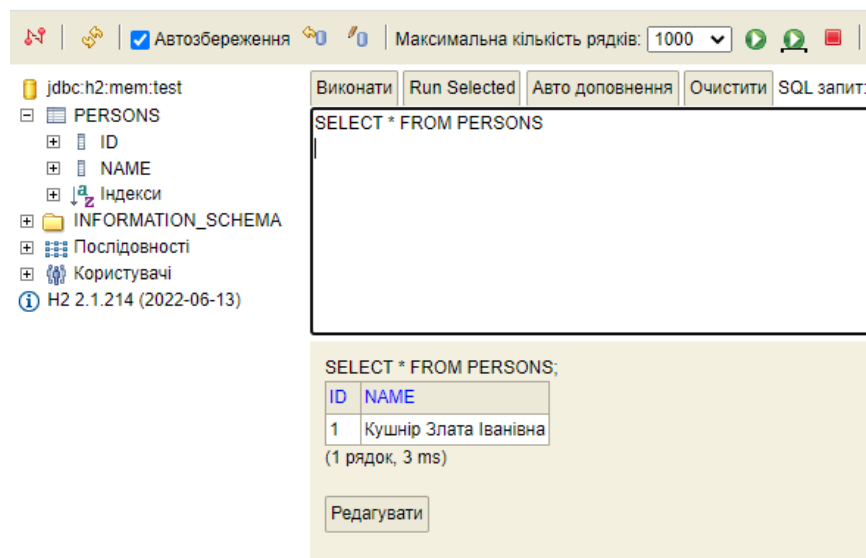 Автозбереження Максимальна кількість рядків: 1000
jdbc:h2:mem:test
PERSONS
ID
NAME
Індекси
INFORMATION_SCHEMA
Послідовності
Користувачі
H2 2.1.214 (2022-06-13)
Виконати Run Selected Авто доповнення Очистити SQL запит:
SELECT * FROM PERSONS
SELECT * FROM PERSONS;
ID NAME
1 Кушнір Злата Іванівна
(1 рядок, 3 ms)
Редагувати